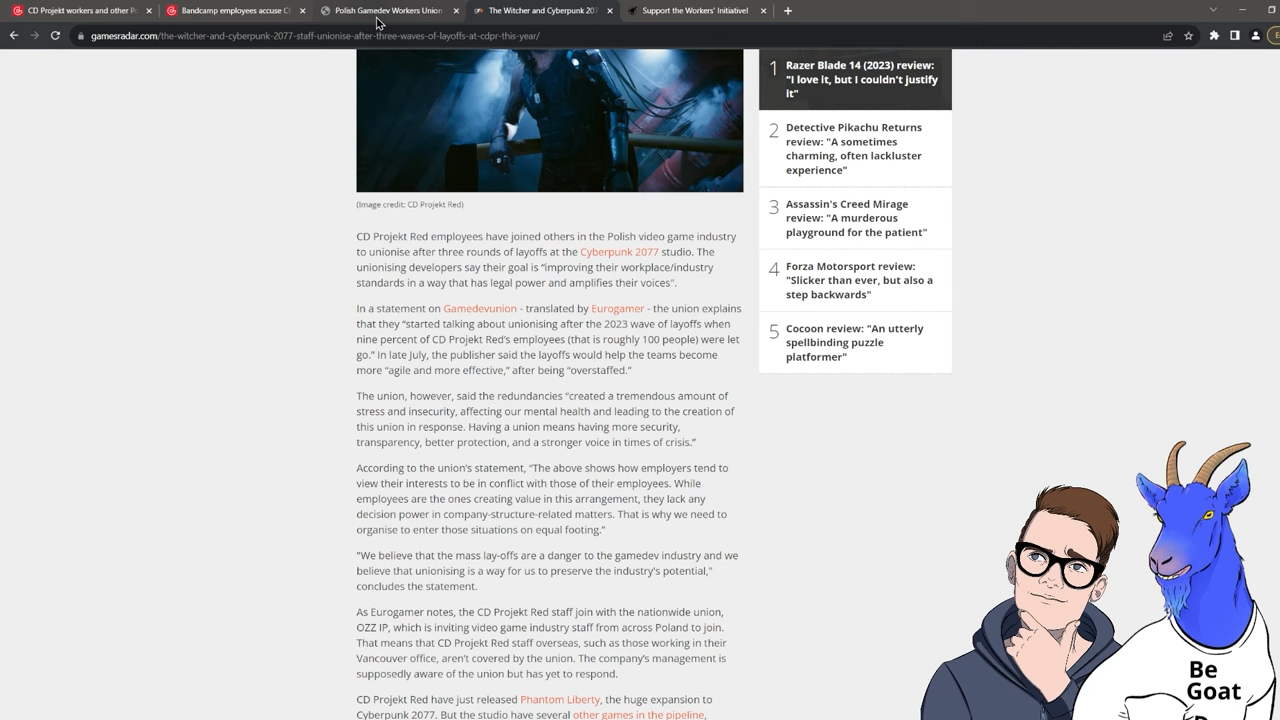 CD Projekt workers and other Po
Bandcamp employees accuse C
Polish Gamedev Workers Union
The Witcher and Cyberpunk 207
Support the Workers' Initiative!
gamesradar.com/the-witcher-and-cyberpunk-2077-staff-unionise-after-three-waves-of-layoffs-at-cdpr-this-year/
(Image credit: CD Projekt Red)
CD Projekt Red employees have joined others in the Polish video game industry
to unionise after three rounds of layoffs at the Cyberpunk 2077 studio. The
unionising developers say their goal is "improving their workplace/industry
standards in a way that has legal power and amplifies their voices".
In a statement on Gamedevunion - translated by Eurogamer - the union explains
that they "started talking about unionising after the 2023 wave of layoffs when
nine percent of CD Projekt Red's employees (that is roughly 100 people) were let
go." In late July, the publisher said the layoffs would help the teams become
more "agile and more effective," after being "overstaffed."
The union, however, said the redundancies "created a tremendous amount of
stress and insecurity, affecting our mental health and leading to the creation of
this union in response. Having a union means having more security,
transparency, better protection, and a stronger voice in times of crisis."
According to the union's statement, "The above shows how employers tend to
view their interests to be in conflict with those of their employees. While
employees are the ones creating value in this arrangement, they lack any
decision power in company-structure-related matters. That is why we need to
organise to enter those situations on equal footing."
"We believe that the mass lay-offs are a danger to the gamedev industry and we
believe that unionising is a way for us to preserve the industry's potential,"
concludes the statement.
As Eurogamer notes, the CD Projekt Red staff join with the nationwide union,
OZZ IP, which is inviting video game industry staff from across Poland to join.
That means that CD Projekt Red staff overseas, such as those working in their
Vancouver office, aren't covered by the union. The company's management is
supposedly aware of the union but has yet to respond.
CD Projekt Red have just released Phantom Liberty, the huge expansion to
Cyberpunk 2077. But the studio have several other games in the pipeline,
1 Razer Blade 14 (2023) review:
"I love it, but I couldn't justify
it"
2 Detective Pikachu Returns
review: "A sometimes
charming, often lackluster
experience"
3 Assassin's Creed Mirage
review: "A murderous
playground for the patient"
4 Forza Motorsport review:
"Slicker than ever, but also a
step backwards"
5 Cocoon review: "An utterly
spellbinding puzzle
platformer"
Be
Goat